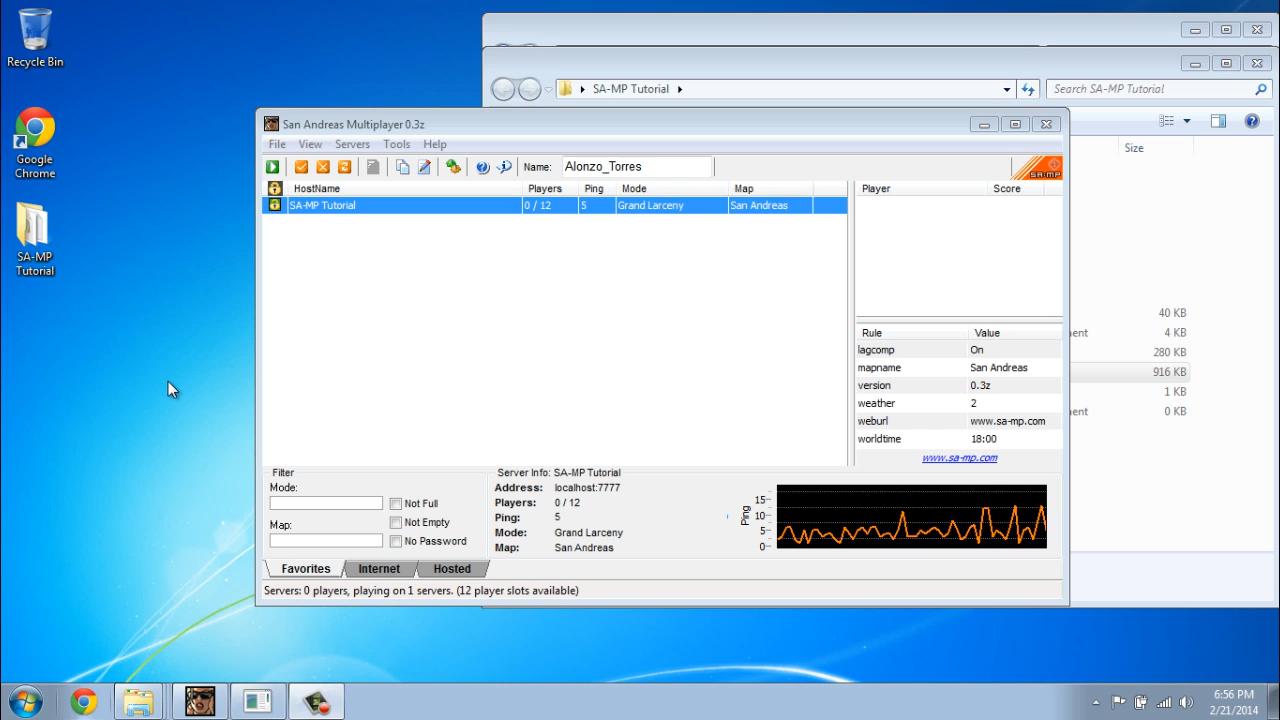 Recycle Bin
Google Chrome
SA-MP Tutorial
SA-MP Tutorial
Search SA-MP Tutorial
Size
40 KB
ent 4 KB
280 KB
916 KB
1 KB
ent 0 KB
San Andreas Multiplayer 0.3z
File View Servers Tools Help
Name: Alonzo_Torres
sa-mp
HostName Players Ping Mode Map
SA-MP Tutorial 0 / 12 5 Grand Larceny San Andreas
Player Score
Rule Value
lagcomp On
mapname San Andreas
version 0.3z
weather 2
weburl www.sa-mp.com
worldtime 18:00
www.sa-mp.com
Filter
Mode:
Not Full
Not Empty
Map:
No Password
Server Info: SA-MP Tutorial
Address: localhost:7777
Players: 0 / 12
Ping: 5
Mode: Grand Larceny
Map: San Andreas
Ping
15
10
5
0
Favorites Internet Hosted
Servers: 0 players, playing on 1 servers. (12 player slots available)
6:56 PM
2/21/2014